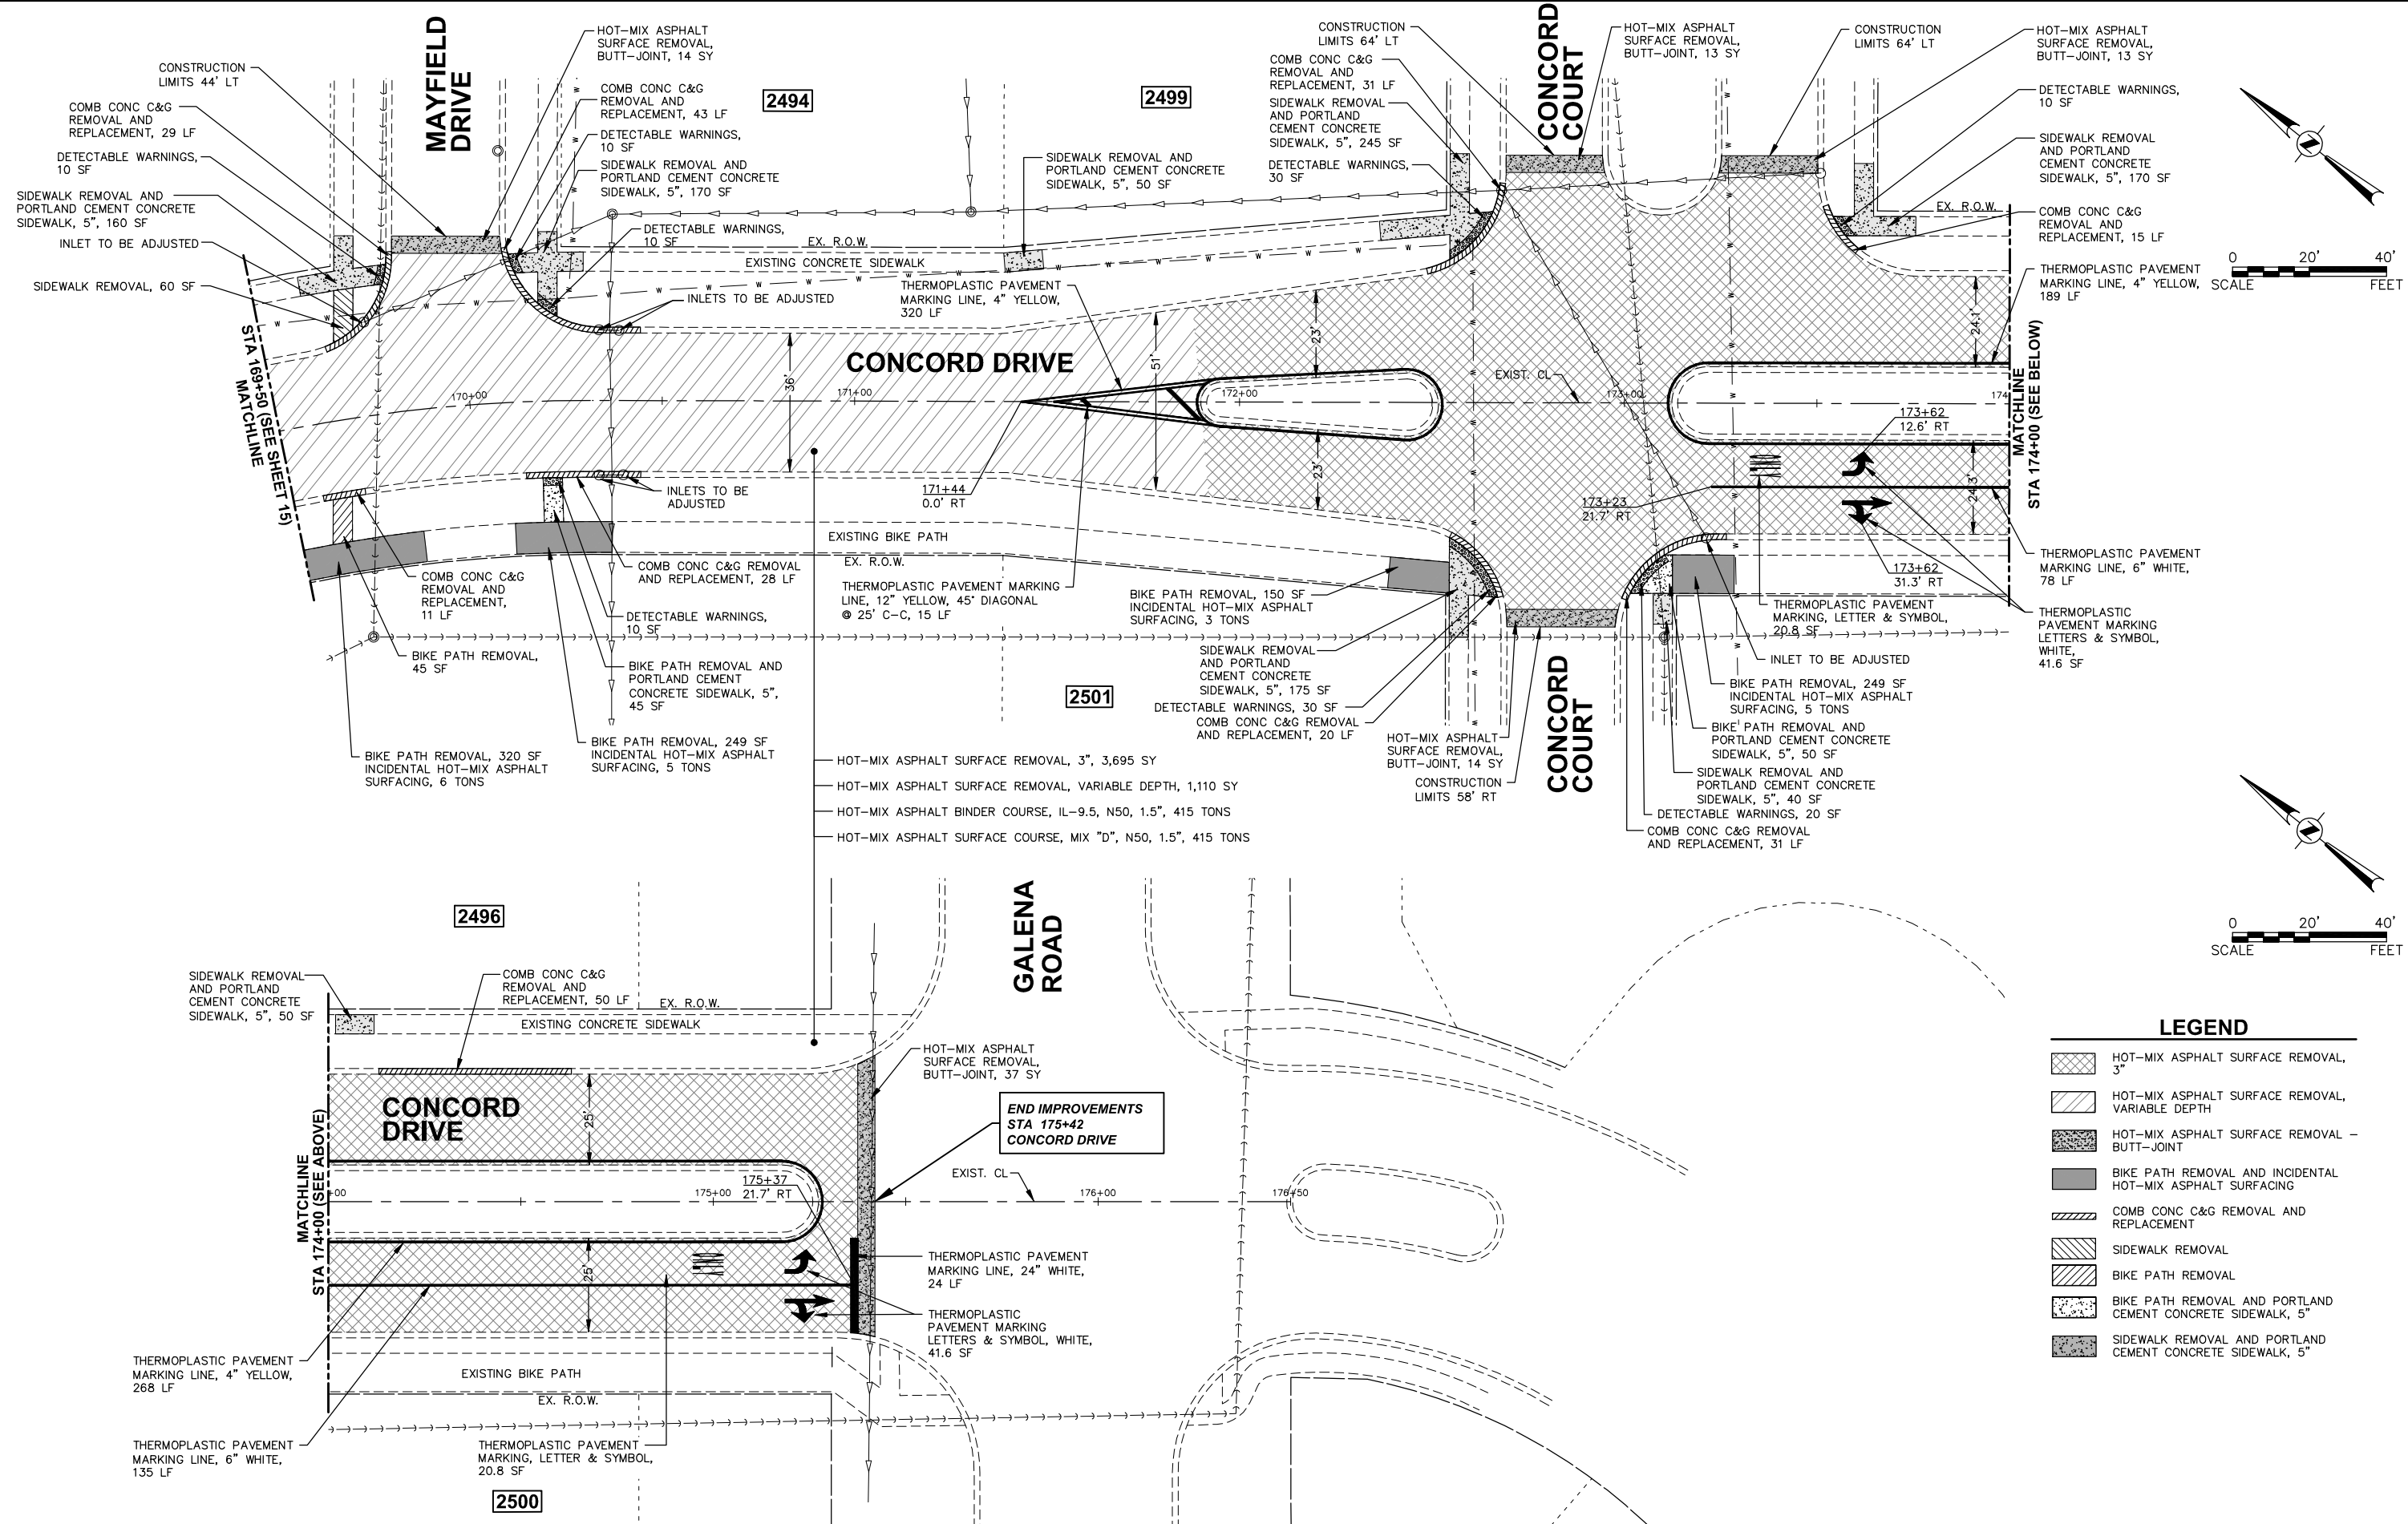 MAYFIELD
DRIVE
CONCORD
COURT
CONSTRUCTION
LIMITS 44' LT
COMB CONC C&G
REMOVAL AND
REPLACEMENT, 29 LF
DETECTABLE WARNINGS,
10 SF
SIDEWALK REMOVAL AND
PORTLAND CEMENT CONCRETE
SIDEWALK, 5", 160 SF
INLET TO BE ADJUSTED
SIDEWALK REMOVAL, 60 SF
HOT-MIX ASPHALT
SURFACE REMOVAL,
BUTT-JOINT, 14 SY
COMB CONC C&G
REMOVAL AND
REPLACEMENT, 43 LF
DETECTABLE WARNINGS,
10 SF
SIDEWALK REMOVAL AND
PORTLAND CEMENT CONCRETE
SIDEWALK, 5", 170 SF
DETECTABLE WARNINGS,
10 SF
2494
2499
SIDEWALK REMOVAL AND
PORTLAND CEMENT CONCRETE
SIDEWALK, 5", 50 SF
EX. R.O.W.
EXISTING CONCRETE SIDEWALK
INLETS TO BE ADJUSTED
THERMOPLASTIC PAVEMENT
MARKING LINE, 4" YELLOW,
320 LF
CONSTRUCTION
LIMITS 64' LT
COMB CONC C&G
REMOVAL AND
REPLACEMENT, 31 LF
SIDEWALK REMOVAL
AND PORTLAND
CEMENT CONCRETE
SIDEWALK, 5", 245 SF
DETECTABLE WARNINGS,
30 SF
HOT-MIX ASPHALT
SURFACE REMOVAL,
BUTT-JOINT, 13 SY
CONSTRUCTION
LIMITS 64' LT
HOT-MIX ASPHALT
SURFACE REMOVAL,
BUTT-JOINT, 13 SY
DETECTABLE WARNINGS,
10 SF
SIDEWALK REMOVAL
AND PORTLAND
CEMENT CONCRETE
SIDEWALK, 5", 170 SF
EX. R.O.W.
COMB CONC C&G
REMOVAL AND
REPLACEMENT, 15 LF
THERMOPLASTIC PAVEMENT
MARKING LINE, 4" YELLOW,
189 LF
0 20' 40'
SCALE FEET
STA 169+50 (SEE SHEET 15)
MATCHLINE
CONCORD DRIVE
170+00
171+00
172+00
173+00
174
36'
51'
23'
23'
24.1'
24.3'
EXIST. CL
MATCHLINE
STA 174+00 (SEE BELOW)
173+62
12.6' RT
171+44
0.0' RT
173+23
21.7' RT
173+62
31.3' RT
INLETS TO BE
ADJUSTED
EXISTING BIKE PATH
EX. R.O.W.
COMB CONC C&G
REMOVAL AND
REPLACEMENT,
11 LF
BIKE PATH REMOVAL,
45 SF
BIKE PATH REMOVAL, 320 SF
INCIDENTAL HOT-MIX ASPHALT
SURFACING, 6 TONS
COMB CONC C&G REMOVAL
AND REPLACEMENT, 28 LF
DETECTABLE WARNINGS,
10 SF
BIKE PATH REMOVAL AND
PORTLAND CEMENT
CONCRETE SIDEWALK, 5",
45 SF
BIKE PATH REMOVAL, 249 SF
INCIDENTAL HOT-MIX ASPHALT
SURFACING, 5 TONS
THERMOPLASTIC PAVEMENT MARKING
LINE, 12" YELLOW, 45° DIAGONAL
@ 25' C-C, 15 LF
2501
BIKE PATH REMOVAL, 150 SF
INCIDENTAL HOT-MIX ASPHALT
SURFACING, 3 TONS
SIDEWALK REMOVAL
AND PORTLAND
CEMENT CONCRETE
SIDEWALK, 5", 175 SF
DETECTABLE WARNINGS, 30 SF
COMB CONC C&G REMOVAL
AND REPLACEMENT, 20 LF
HOT-MIX ASPHALT
SURFACE REMOVAL,
BUTT-JOINT, 14 SY
CONSTRUCTION
LIMITS 58' RT
CONCORD
COURT
THERMOPLASTIC PAVEMENT
MARKING LINE, 6" WHITE,
78 LF
THERMOPLASTIC
PAVEMENT MARKING
LETTERS & SYMBOL,
WHITE,
41.6 SF
THERMOPLASTIC PAVEMENT
MARKING, LETTER & SYMBOL,
20.8 SF
INLET TO BE ADJUSTED
BIKE PATH REMOVAL, 249 SF
INCIDENTAL HOT-MIX ASPHALT
SURFACING, 5 TONS
BIKE PATH REMOVAL AND
PORTLAND CEMENT CONCRETE
SIDEWALK, 5", 50 SF
SIDEWALK REMOVAL AND
PORTLAND CEMENT CONCRETE
SIDEWALK, 5", 40 SF
DETECTABLE WARNINGS, 20 SF
COMB CONC C&G REMOVAL
AND REPLACEMENT, 31 LF
HOT-MIX ASPHALT SURFACE REMOVAL, 3", 3,695 SY
HOT-MIX ASPHALT SURFACE REMOVAL, VARIABLE DEPTH, 1,110 SY
HOT-MIX ASPHALT BINDER COURSE, IL-9.5, N50, 1.5", 415 TONS
HOT-MIX ASPHALT SURFACE COURSE, MIX "D", N50, 1.5", 415 TONS
0 20' 40'
SCALE FEET
2496
GALENA
ROAD
SIDEWALK REMOVAL
AND PORTLAND
CEMENT CONCRETE
SIDEWALK, 5", 50 SF
COMB CONC C&G
REMOVAL AND
REPLACEMENT, 50 LF
EX. R.O.W.
EXISTING CONCRETE SIDEWALK
HOT-MIX ASPHALT
SURFACE REMOVAL,
BUTT-JOINT, 37 SY
END IMPROVEMENTS
STA 175+42
CONCORD DRIVE
CONCORD
DRIVE
25'
25'
MATCHLINE
STA 174+00 (SEE ABOVE)
+00
175+00
175+37
21.7' RT
EXIST. CL
176+00
176+50
THERMOPLASTIC PAVEMENT
MARKING LINE, 24" WHITE,
24 LF
THERMOPLASTIC
PAVEMENT MARKING
LETTERS & SYMBOL, WHITE,
41.6 SF
THERMOPLASTIC PAVEMENT
MARKING LINE, 4" YELLOW,
268 LF
EXISTING BIKE PATH
EX. R.O.W.
THERMOPLASTIC PAVEMENT
MARKING LINE, 6" WHITE,
135 LF
THERMOPLASTIC PAVEMENT
MARKING, LETTER & SYMBOL,
20.8 SF
2500
LEGEND
HOT-MIX ASPHALT SURFACE REMOVAL,
3"
HOT-MIX ASPHALT SURFACE REMOVAL,
VARIABLE DEPTH
HOT-MIX ASPHALT SURFACE REMOVAL -
BUTT-JOINT
BIKE PATH REMOVAL AND INCIDENTAL
HOT-MIX ASPHALT SURFACING
COMB CONC C&G REMOVAL AND
REPLACEMENT
SIDEWALK REMOVAL
BIKE PATH REMOVAL
BIKE PATH REMOVAL AND PORTLAND
CEMENT CONCRETE SIDEWALK, 5"
SIDEWALK REMOVAL AND PORTLAND
CEMENT CONCRETE SIDEWALK, 5"